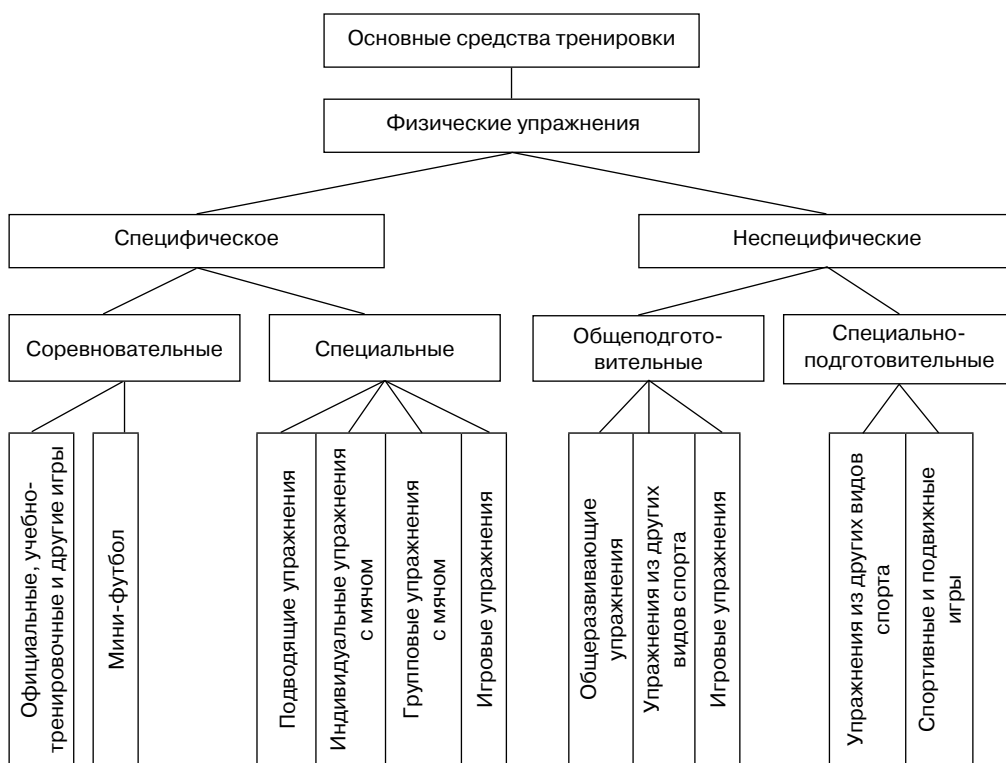 Основные средства тренировки
Физические упражнения
Специфическое
Неспецифические
Соревновательные
Специальные
Общеподгото-
вительные
Специально-
подготовительные
Официальные, учебно-
тренировочные и другие игры
Мини-футбол
Подводящие упражнения
Индивидуальные упражнения
с мячом
Групповые упражнения
с мячом
Игровые упражнения
Общеразвивающие
упражнения
Упражнения из других
видов спорта
Игровые упражнения
Упражнения из других видов
спорта
Спортивные и подвижные
игры